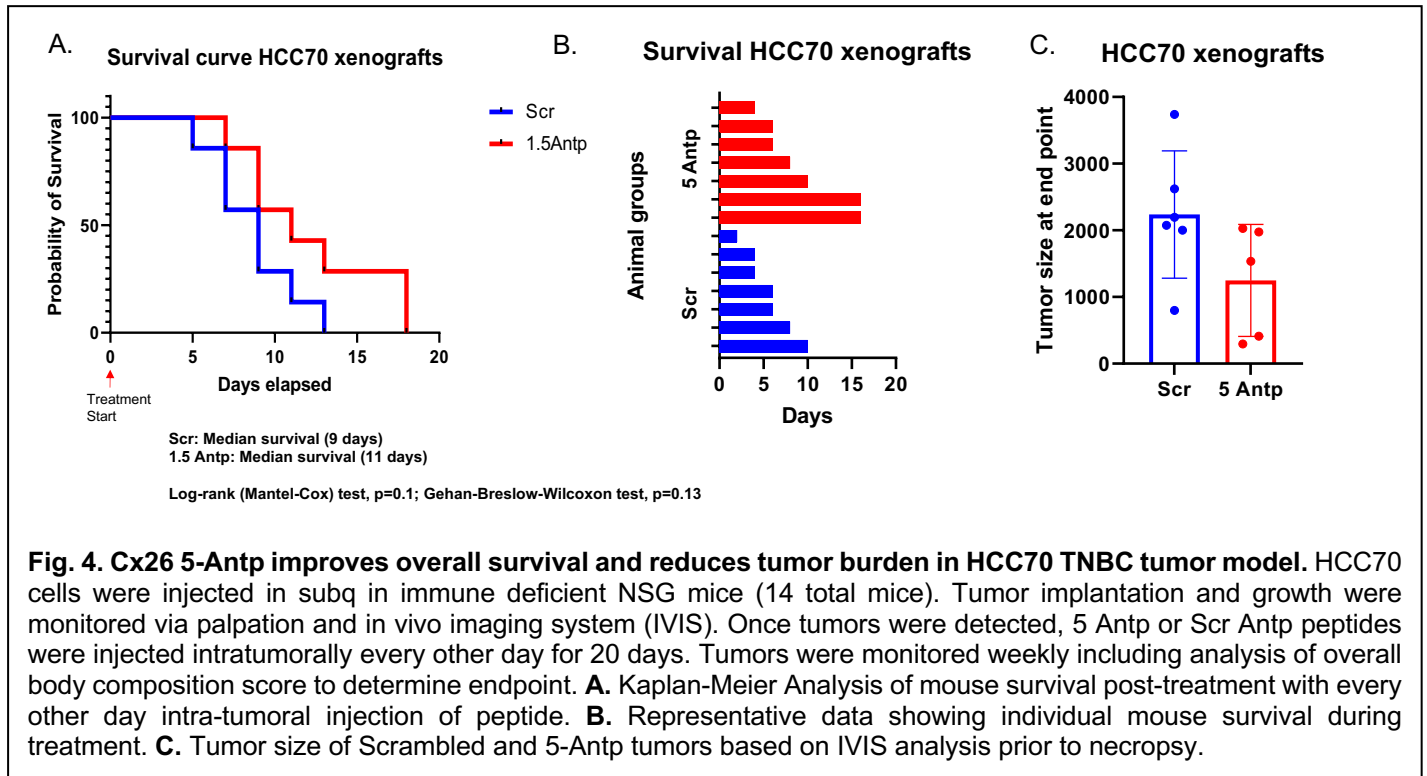 A.
Survival curve HCC70 xenografts
Probability of Survival
100
50
0
0
5
10
15
20
Days elapsed
Treatment
Start
Scr
1.5Antp
Scr: Median survival (9 days)
1.5 Antp: Median survival (11 days)
Log-rank (Mantel-Cox) test, p=0.1; Gehan-Breslow-Wilcoxon test, p=0.13
B.
Survival HCC70 xenografts
Animal groups
5 Antp
Scr
0
5
10
15
20
Days
C.
HCC70 xenografts
Tumor size at end point
4000
3000
2000
1000
0
Scr
5 Antp
Fig. 4. Cx26 5-Antp improves overall survival and reduces tumor burden in HCC70 TNBC tumor model. HCC70
cells were injected in subq in immune deficient NSG mice (14 total mice). Tumor implantation and growth were
monitored via palpation and in vivo imaging system (IVIS). Once tumors were detected, 5 Antp or Scr Antp peptides
were injected intratumorally every other day for 20 days. Tumors were monitored weekly including analysis of overall
body composition score to determine endpoint. A. Kaplan-Meier Analysis of mouse survival post-treatment with every
other day intra-tumoral injection of peptide. B. Representative data showing individual mouse survival during
treatment. C. Tumor size of Scrambled and 5-Antp tumors based on IVIS analysis prior to necropsy.